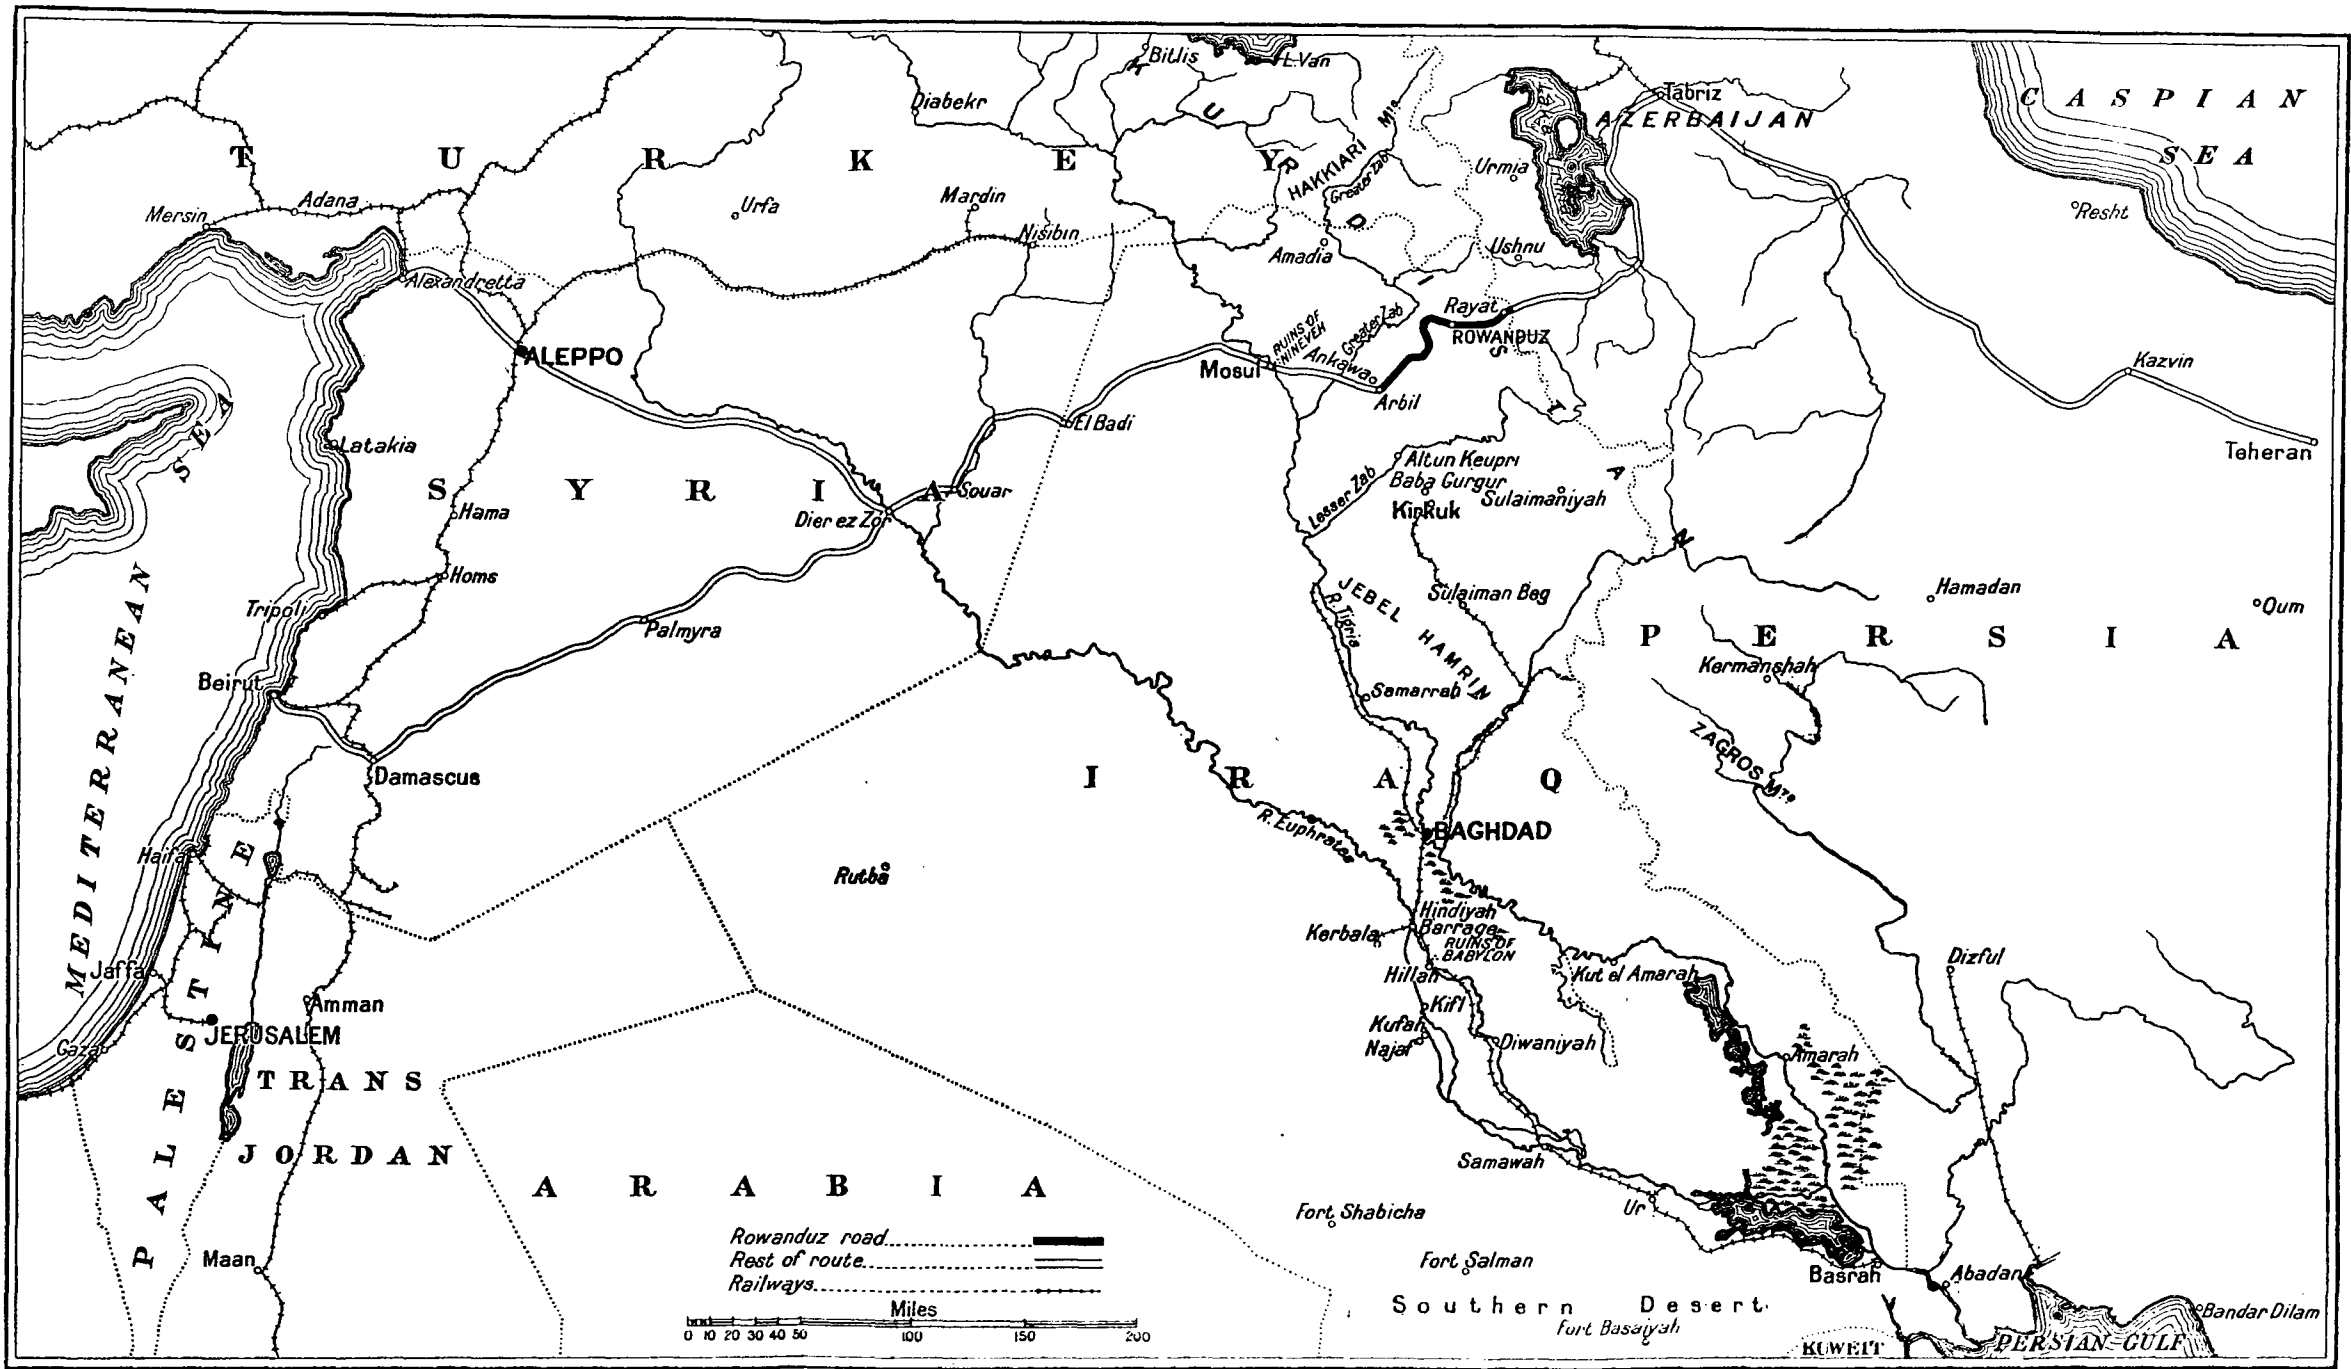 Bitlis
L. Van
Tabriz
CASPIAN
SEA
Diabekr
AZERBAIJAN
TURKEY
KURDISTAN
HAKKIARI Mts
Greater Zab
Urmia
Mersin
Adana
Urfa
Mardin
Nisibin
Amadia
Ushnu
Resht
Alexandretta
ALEPPO
RUINS OF
NINEVEH
Mosul
Ankawa
Greater Zab
Rayat
ROWANDUZ
Arbil
Kazvin
Teheran
El Badi
Latakia
SYRIA
Hama
Dier ez Zor
Souar
Lesser Zab
Altun Keupri
Baba Gurgur
Kirkuk
Sulaimaniyah
Homs
Tripoli
Palmyra
JEBEL HAMRIN
R. Tigris
Sulaiman Beg
Hamadan
Qum
PERSIA
Kermanshah
MEDITERRANEAN SEA
Beirut
Damascus
Samarrah
ZAGROS Mts
IRAQ
R. Euphrates
BAGHDAD
Haifa
Rutba
PALESTINE
Kerbala
Hindiyah
Barrage
RUINS OF
BABYLON
Hillah
Kut el Amarah
Dizful
Jaffa
Amman
JERUSALEM
Gaza
Kifl
Kufah
Najaf
Diwaniyah
Amarah
TRANS
JORDAN
ARABIA
Samawah
Ur
Fort Shabicha
Fort Salman
Maan
Basrah
Abadan
Southern Desert
Fort Basaiyah
KUWEIT
PERSIAN GULF
Bandar Dilam
Rowanduz road
Rest of route
Railways
Miles
0 10 20 30 40 50 100 150 200